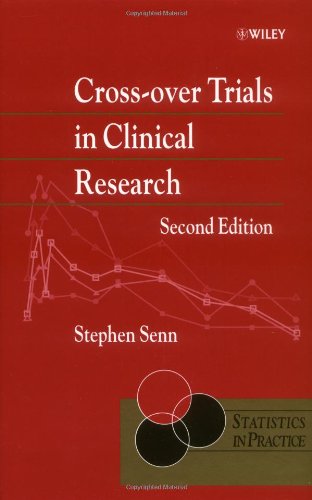 WILEY
Cross-over Trials
in Clinical
Research
Second Edition
Stephen Senn
STATISTICS
IN PRACTICE